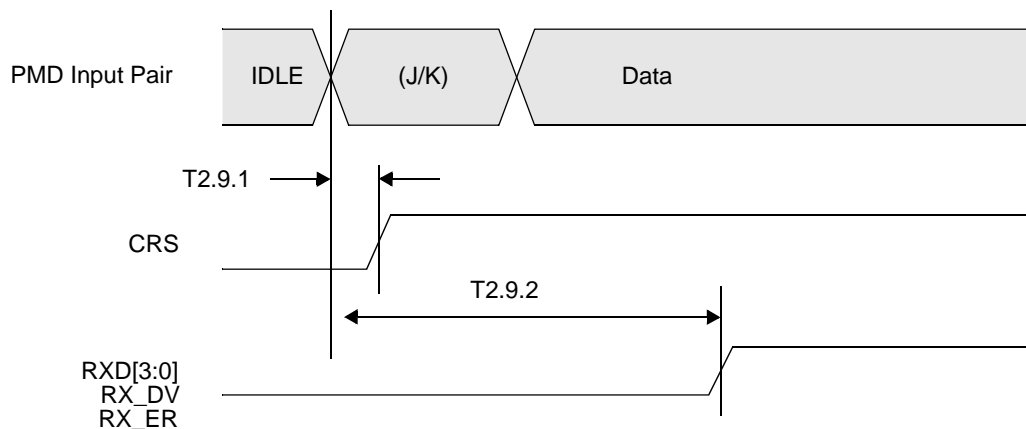 PMD Input Pair
IDLE
(J/K)
Data
T2.9.1
CRS
T2.9.2
RXD[3:0]
RX_DV
RX_ER